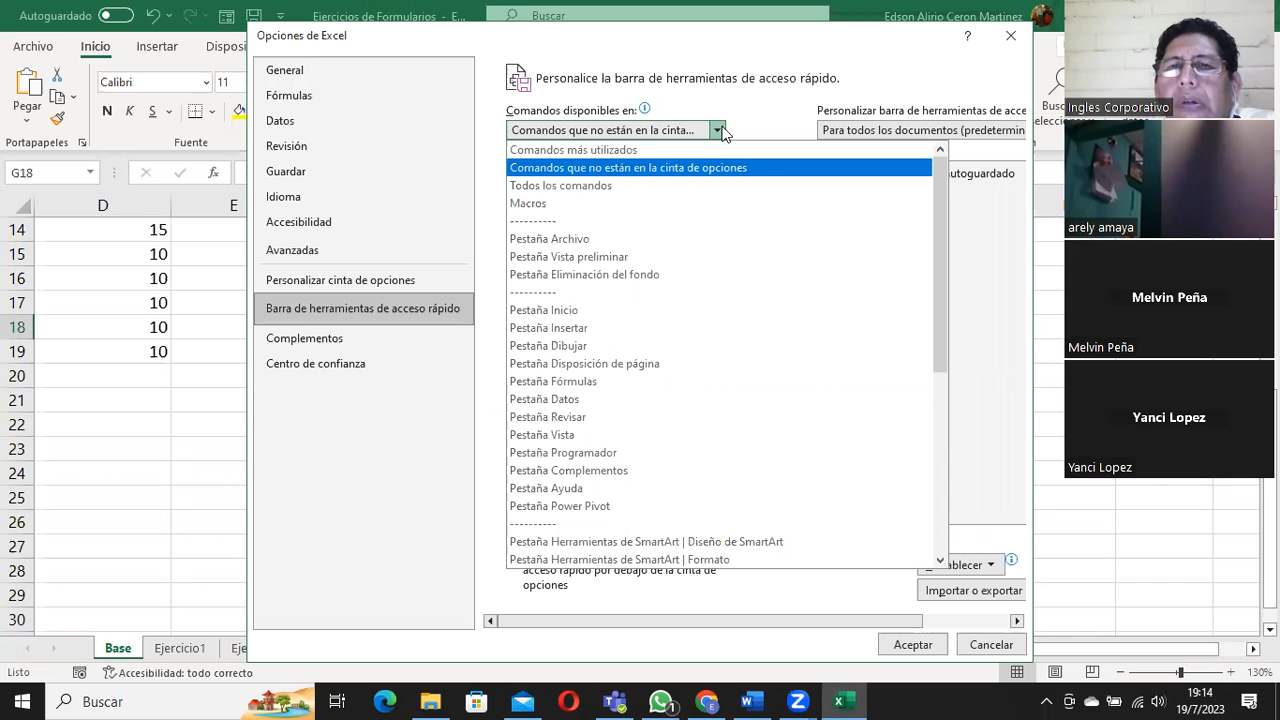 Autoguardado
Ejercicios de Formularios
Buscar
Edson Alirio Ceron Martinez
Archivo
Inicio
Insertar
Opciones de Excel
Pegar
Calibri
11
N
K
S
Portapapeles
Fuente
G18
D
E
14 15
15 10
16 10
17 10
18 10
19 10
20
21
22
23
24
25
26
27
28
29
30
General
Fórmulas
Datos
Revisión
Guardar
Idioma
Accesibilidad
Avanzadas
Personalizar cinta de opciones
Barra de herramientas de acceso rápido
Complementos
Centro de confianza
Personalice la barra de herramientas de acceso rápido.
Comandos disponibles en:
Comandos que no están en la cinta...
Personalizar barra de herramientas de acce
Para todos los documentos (predetermin
Comandos más utilizados
Comandos que no están en la cinta de opciones
Todos los comandos
Macros
----------
Pestaña Archivo
Pestaña Vista preliminar
Pestaña Eliminación del fondo
----------
Pestaña Inicio
Pestaña Insertar
Pestaña Dibujar
Pestaña Disposición de página
Pestaña Fórmulas
Pestaña Datos
Pestaña Revisar
Pestaña Vista
Pestaña Programador
Pestaña Complementos
Pestaña Ayuda
Pestaña Power Pivot
----------
Pestaña Herramientas de SmartArt | Diseño de SmartArt
Pestaña Herramientas de SmartArt | Formato
autoguardado
acceso rápido por debajo de la cinta de
opciones
Importar o exportar
Aceptar
Cancelar
Base
Ejercicio1
Listo
Accesibilidad: todo correcto
130%
Buscar
19:14
19/7/2023
Ingles Corporativo
arely amaya
Melvin Peña
Melvin Peña
Yanci Lopez
Yanci Lopez